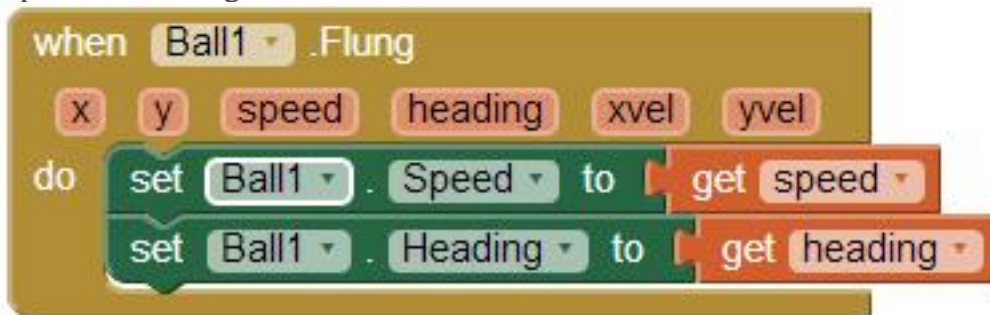 when Ball1 .Flung
x y speed heading xvel yvel
do set Ball1 . Speed to get speed
set Ball1 . Heading to get heading